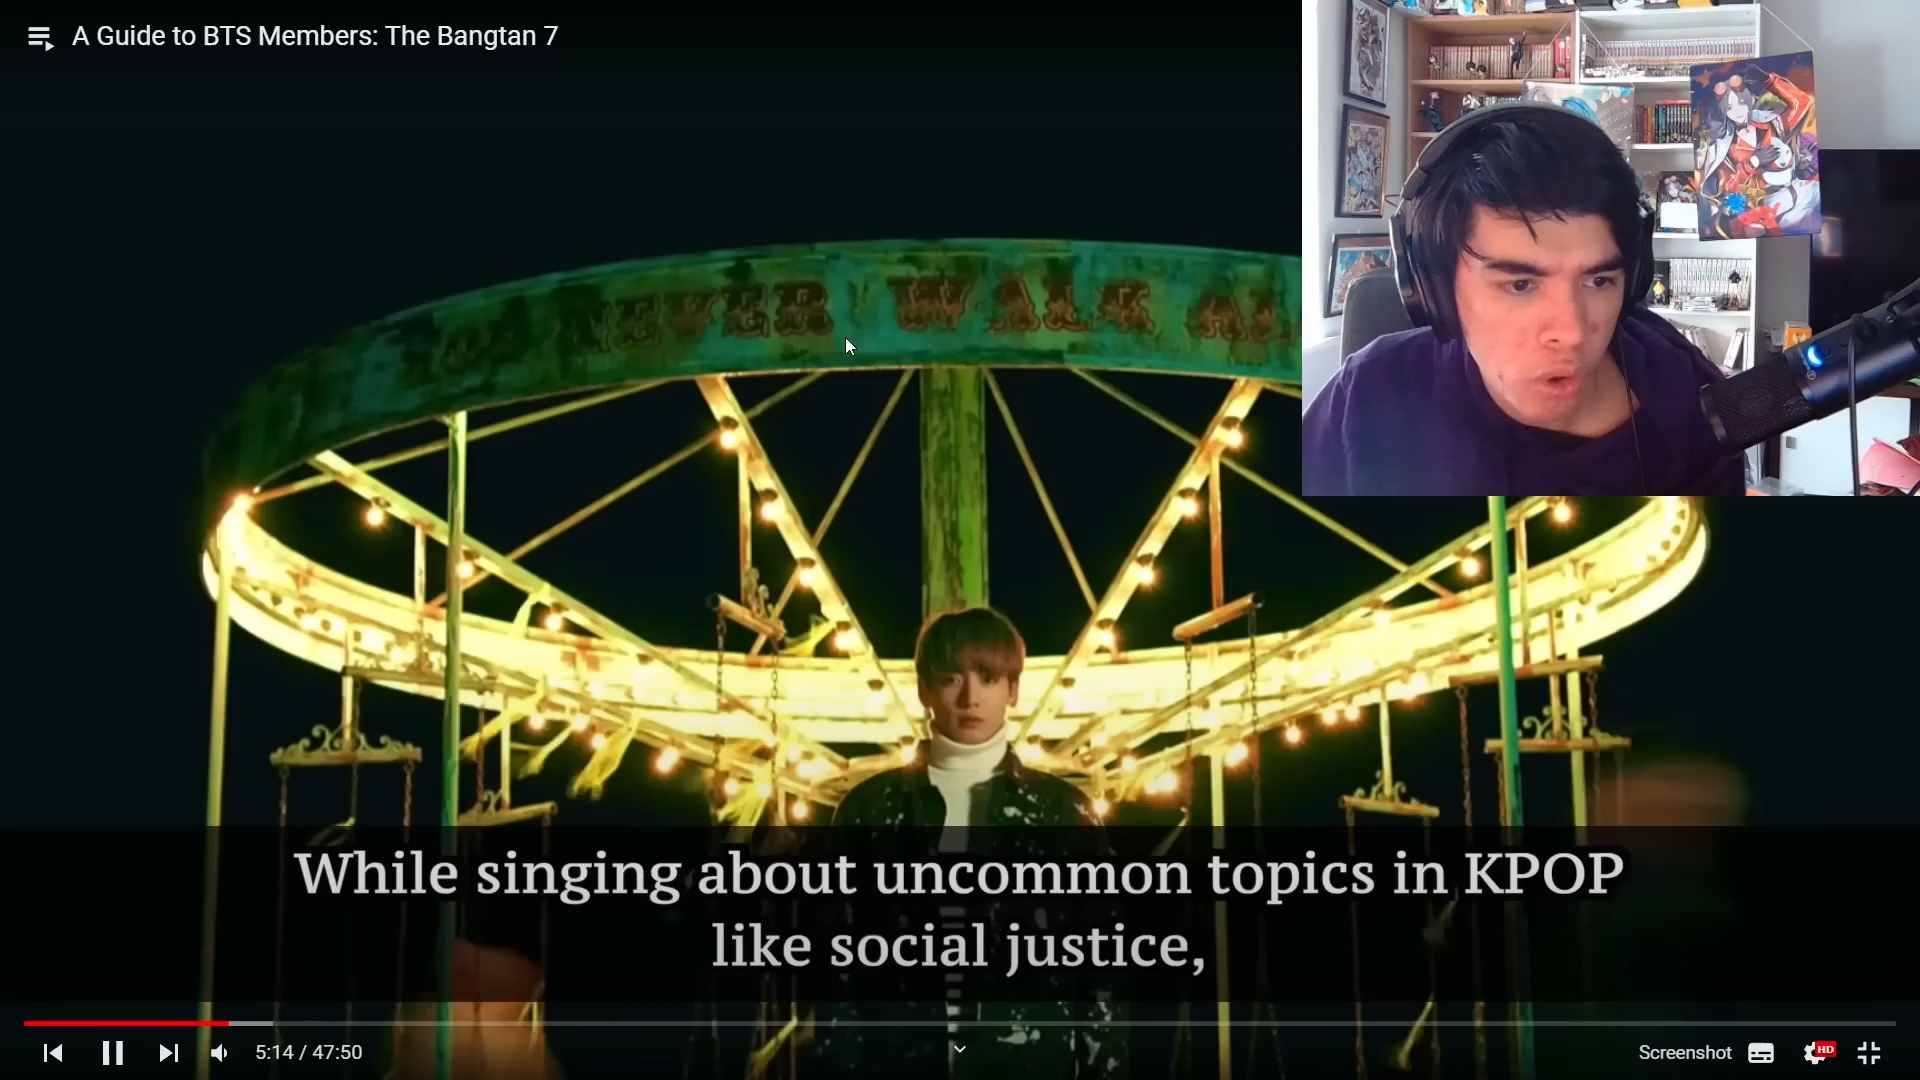 A Guide to BTS Members: The Bangtan 7
NEVER WALK
While singing about uncommon topics in KPOP
like social justice,
5:14 / 47:50
Screenshot
HD